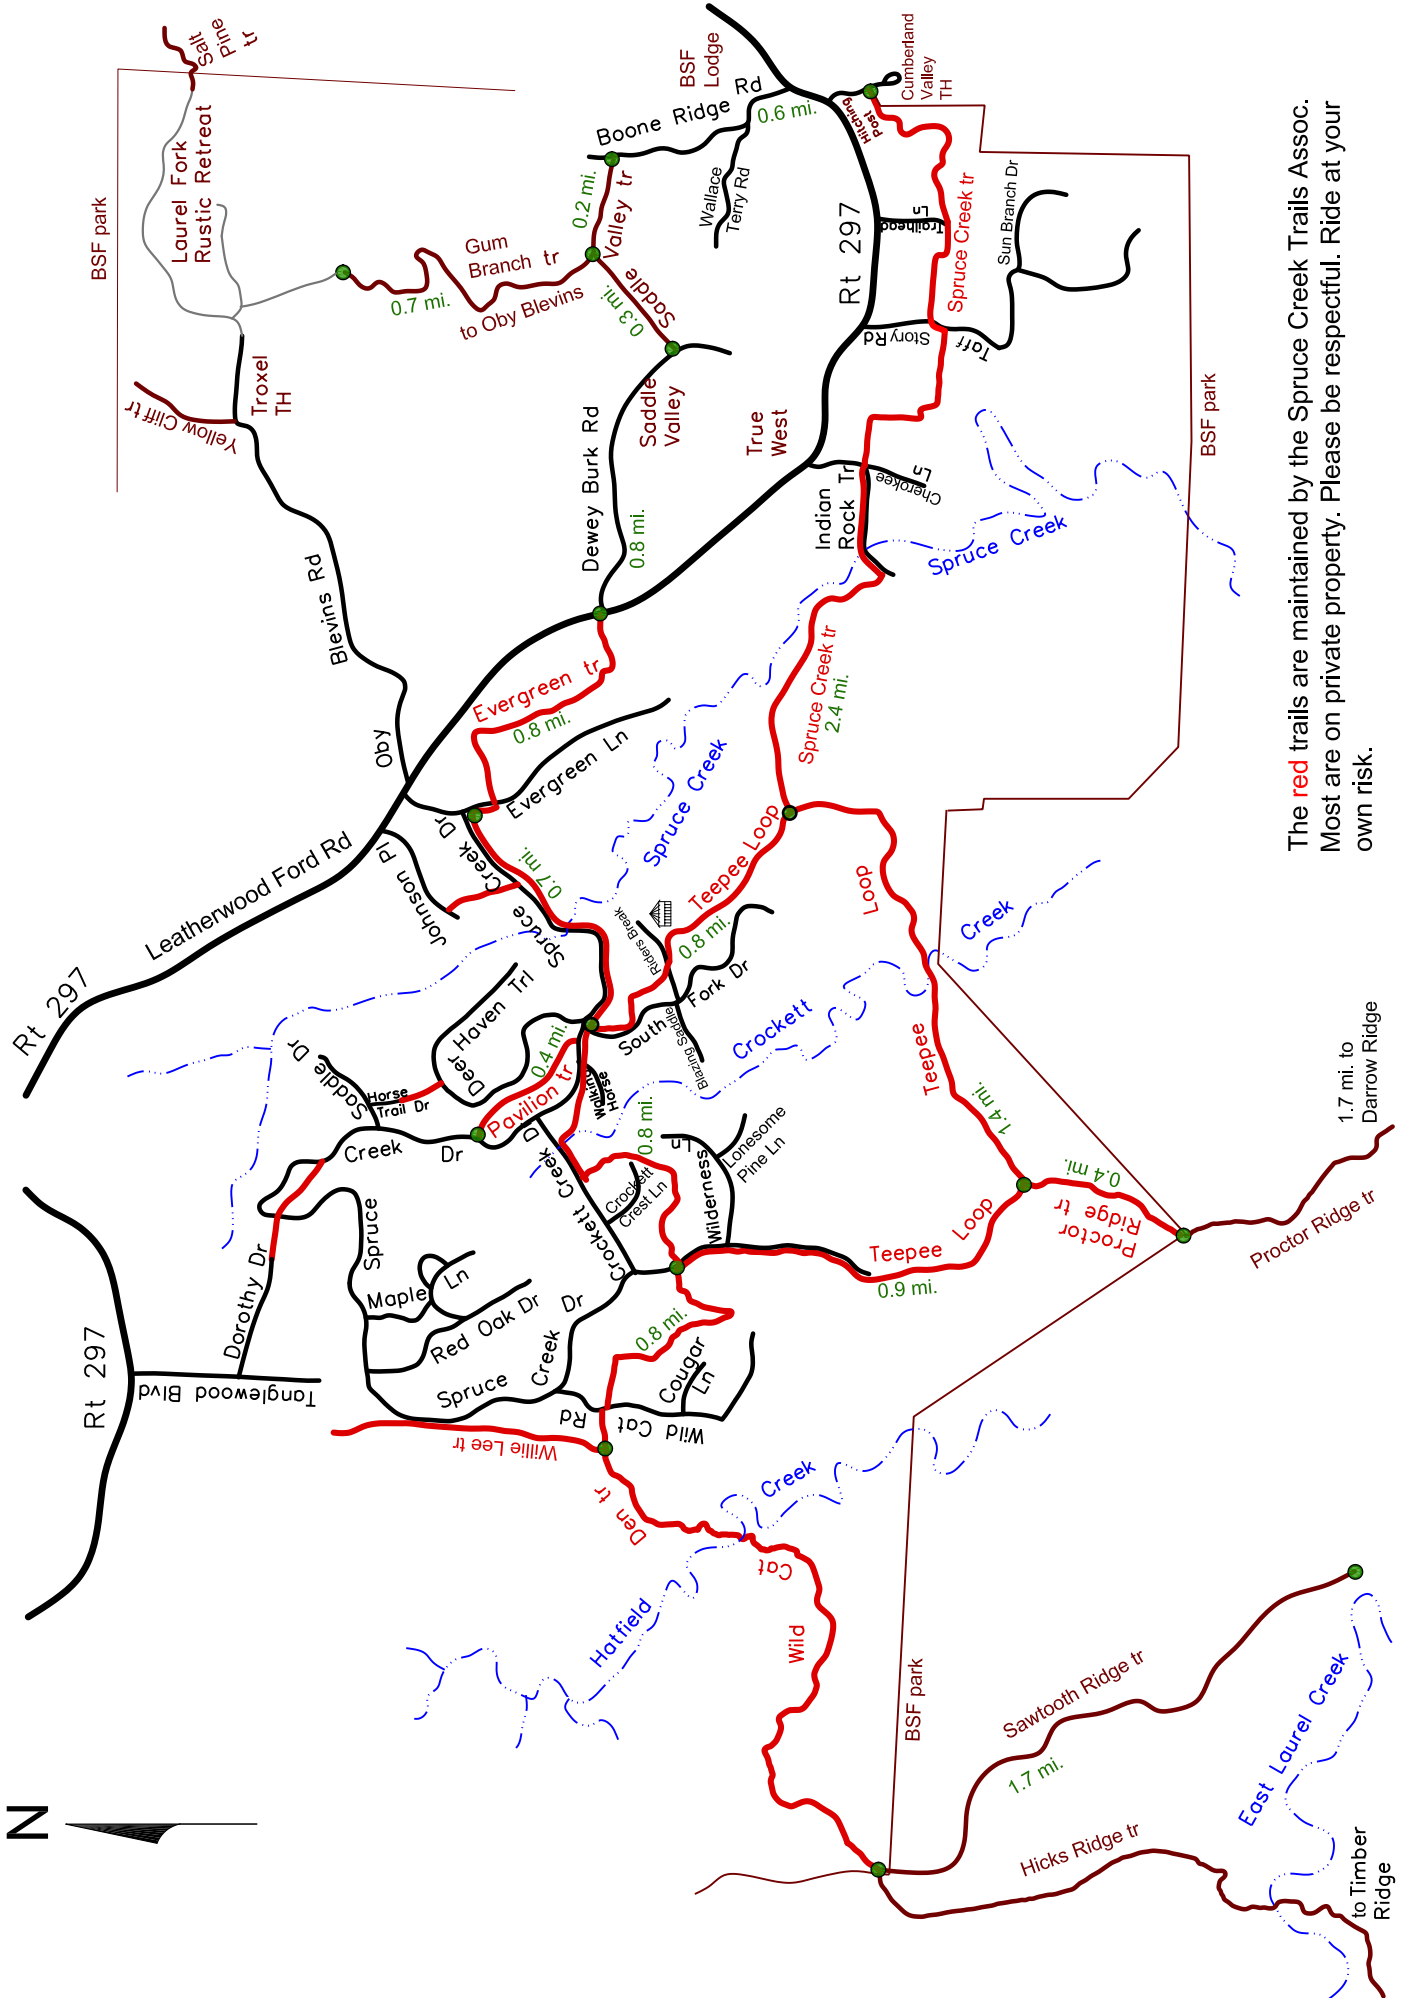 N
Salt
Pine
tr
BSF park
Laurel Fork
Rustic Retreat
Troxel
TH
Yellow Cliff tr
Oby Blevins Rd
Gum
Branch tr
to Oby Blevins
0.7 mi.
0.2 mi.
Saddle Valley tr
0.3 mi.
Saddle
Valley
Dewey Burk Rd
0.8 mi.
BSF
Lodge
Boone Ridge Rd
0.6 mi.
Wallace
Terry Rd
Rt 297
True
West
Hitching
Post
Cumberland
Valley
TH
Trailhead
Ln
Spruce Creek tr
Story Rd
Taff
Sun Branch Dr
BSF park
Indian
Rock Tr
Cherokee
Ln
Spruce Creek
Spruce Creek tr
2.4 mi.
Evergreen tr
0.8 mi.
Evergreen Ln
Spruce Creek
Rt 297
Leatherwood Ford Rd
Johnson Pl
Spruce Creek Dr
0.7 mi.
Riders Break
Teepee Loop
0.8 mi.
South Fork Dr
Blazing Saddle
Deer Haven Trl
Saddle Dr
Horse
Trail Dr
0.4 mi.
Pavilion tr
Walking
Horse
0.8 mi.
Crockett Creek
Teepee Loop
1.4 mi.
Spruce Creek Dr
Crockett Creek Dr
Crockett
Crest Ln
Wilderness Ln
Lonesome
Pine Ln
Teepee Loop
0.9 mi.
0.4 mi.
Proctor
Ridge tr
Proctor Ridge tr
1.7 mi. to
Darrow Ridge
Rt 297
Tanglewood Blvd
Dorothy Dr
Maple Ln
Red Oak Dr
Spruce Creek Dr
0.8 mi.
Cougar
Ln
Wild Cat Rd
Willie Lee tr
Wild Cat Den tr
Hatfield Creek
BSF park
Sawtooth Ridge tr
1.7 mi.
Hicks Ridge tr
East Laurel Creek
to Timber
Ridge
The red trails are maintained by the Spruce Creek Trails Assoc.
Most are on private property. Please be respectful. Ride at your
own risk.